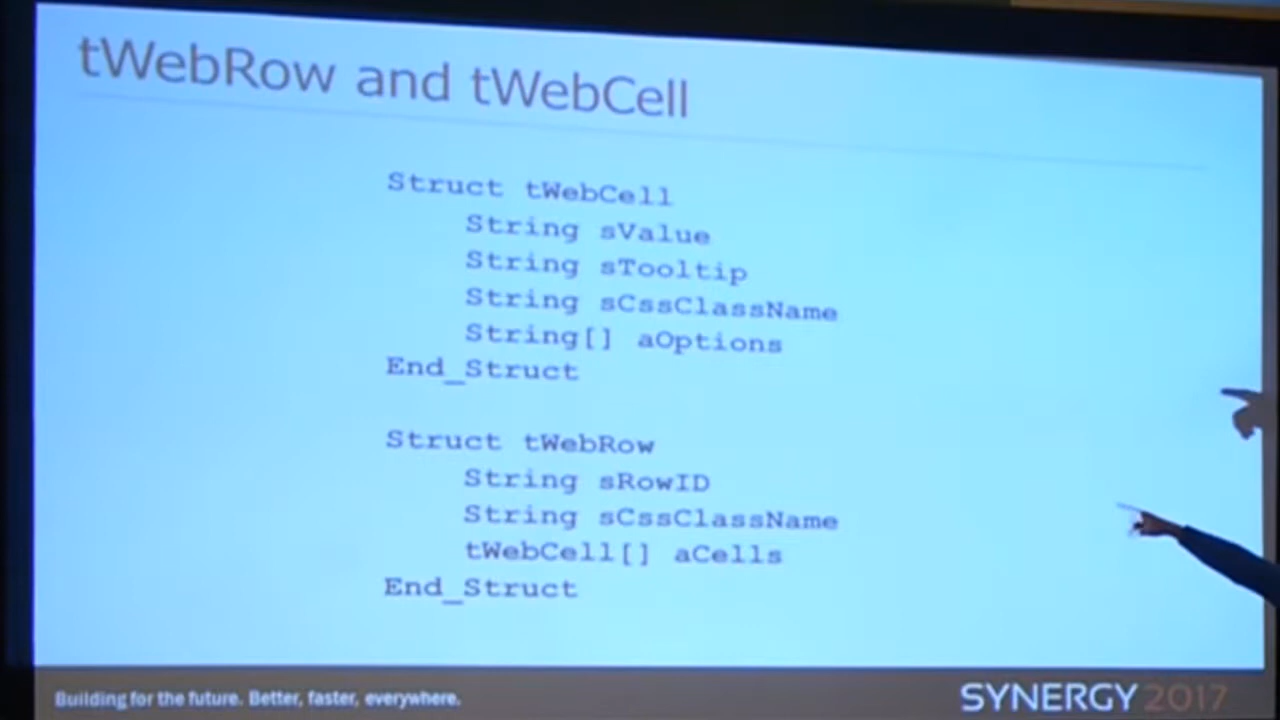 tWebRow and tWebCell
Struct tWebCell
String sValue
String sTooltip
String sCssClassName
String[] aOptions
End_Struct
Struct tWebRow
String sRowID
String sCssClassName
tWebCell[] aCells
End_Struct
Building for the future. Better, faster, everywhere.
SYNERGY 2017